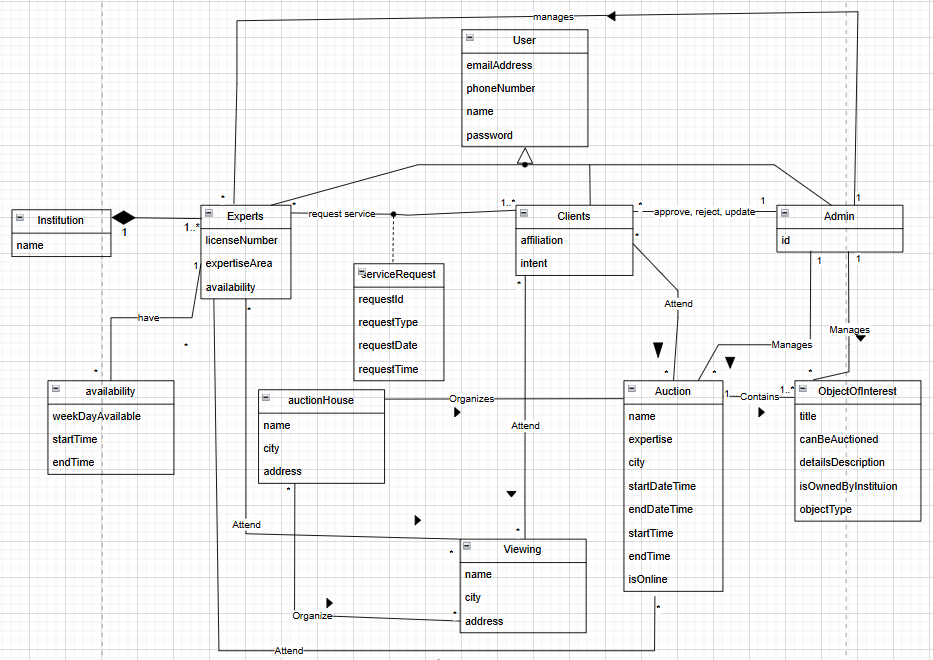 manages
User
emailAddress
phoneNumber
name
password
*
*
1..*
*
1
1
Institution
name
1
1..*
Experts
licenseNumber
expertiseArea
availability
request service
Clients
affiliation
intent
approve, reject, update
Admin
id
*
1
1
1
serviceRequest
requestId
requestType
requestDate
requestTime
*
*
have
*
Attend
Manages
Manages
*
*
*
*
availability
weekDayAvailable
startTime
endTime
auctionHouse
name
city
address
Organizes
Attend
Auction
name
expertise
city
startDateTime
endDateTime
startTime
endTime
isOnline
1
Contains
1..*
ObjectOfInterest
title
canBeAuctioned
detailsDescription
isOwnedByInstituion
objectType
*
Attend
*
*
Viewing
name
city
address
Organize
*
*
Attend